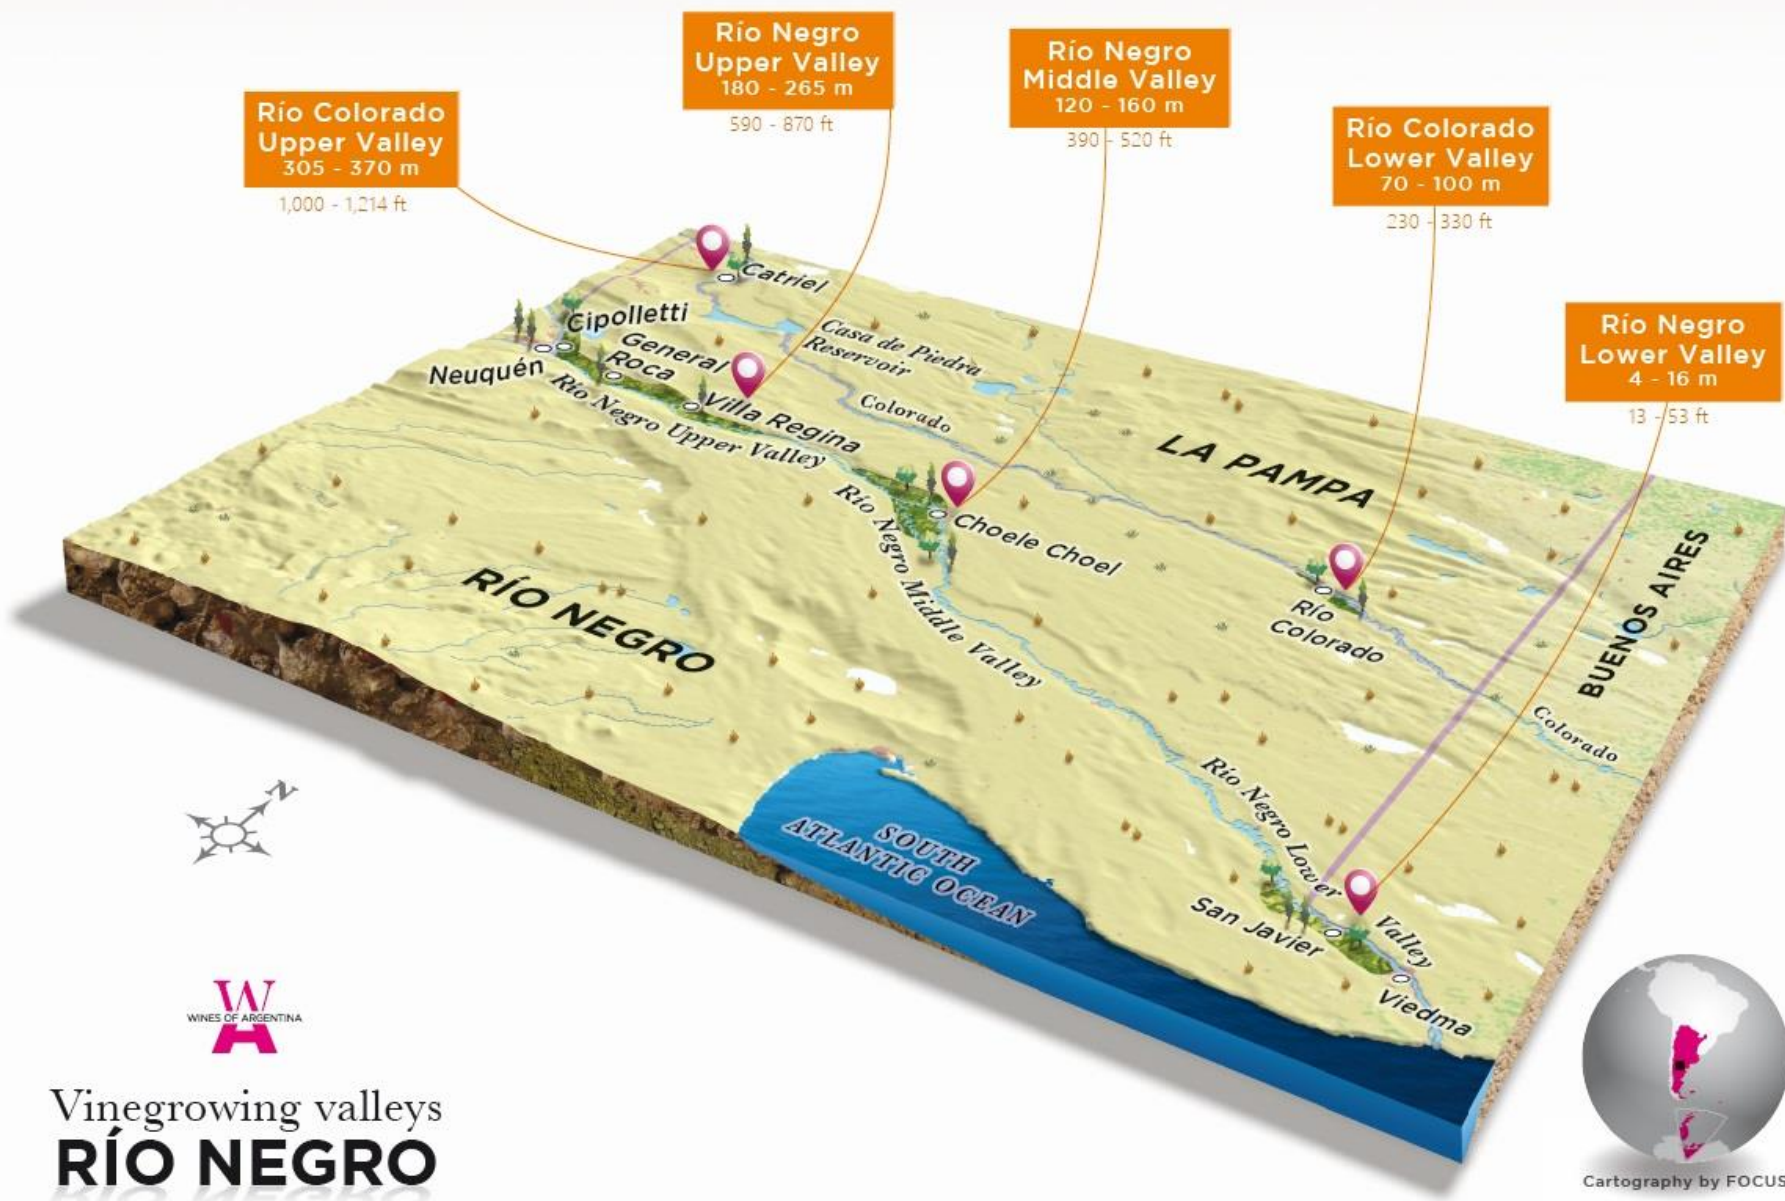 Río Colorado
Upper Valley
305 - 370 m
1,000 - 1,214 ft
Río Negro
Upper Valley
180 - 265 m
590 - 870 ft
Río Negro
Middle Valley
120 - 160 m
390 - 520 ft
Río Colorado
Lower Valley
70 - 100 m
230 - 330 ft
Río Negro
Lower Valley
4 - 16 m
13 - 53 ft
Catriel
Cipolletti
Neuquén
General
Roca
Villa Regina
Río Negro Upper Valley
Casa de Piedra
Reservoir
Colorado
LA PAMPA
Choele Choel
Río Negro Middle Valley
RÍO NEGRO
Río
Colorado
BUENOS AIRES
Colorado
Río Negro Lower Valley
San Javier
Viedma
SOUTH
ATLANTIC OCEAN
N
WA
WINES OF ARGENTINA
Vinegrowing valleys
RÍO NEGRO
Cartography by FOCUS